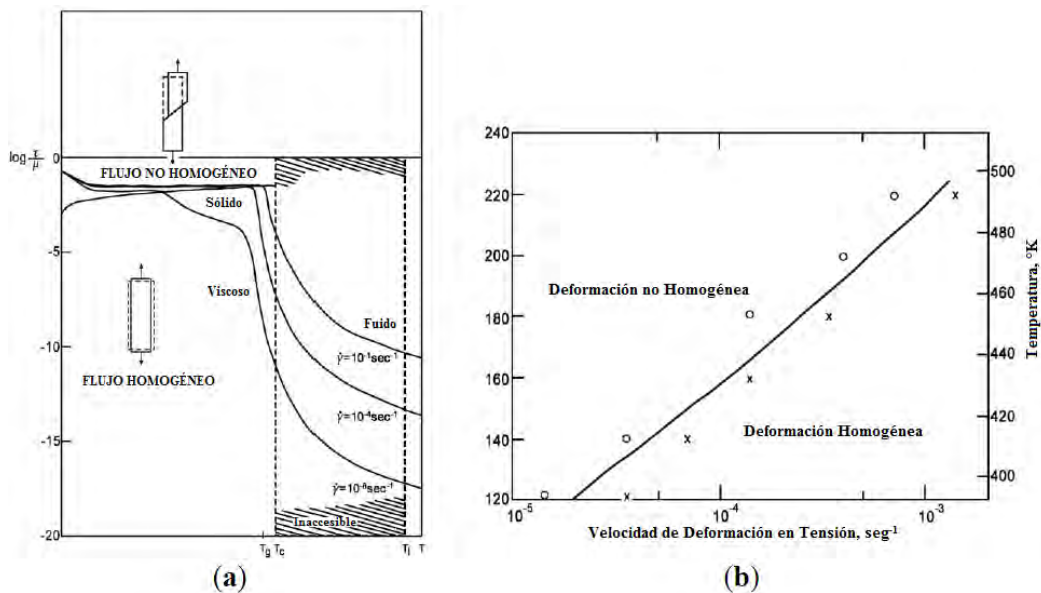 log τ/μ
0
-5
-10
-15
-20
FLUJO NO HOMOGÉNEO
Sólido
Víscoso
Fuido
γ̇=10⁻¹sec⁻¹
FLUJO HOMOGÉNEO
γ̇=10⁻⁴sec⁻¹
γ̇=10⁻⁸sec⁻¹
Inaccesible
Tg Tc Tl T
(a)
240
220
200
180
160
140
120
500
480
460
440
420
400
Temperatura, °K
Deformación no Homogénea
Deformación Homogénea
10⁻⁵ 10⁻⁴ 10⁻³
Velocidad de Deformación en Tensión, seg⁻¹
(b)